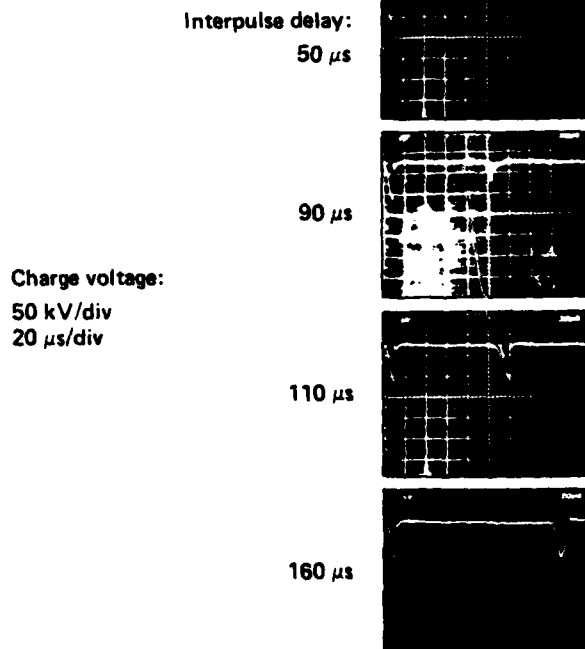 Interpulse delay:
50 μs
90 μs
Charge voltage:
50 kV/div
20 μs/div
110 μs
160 μs